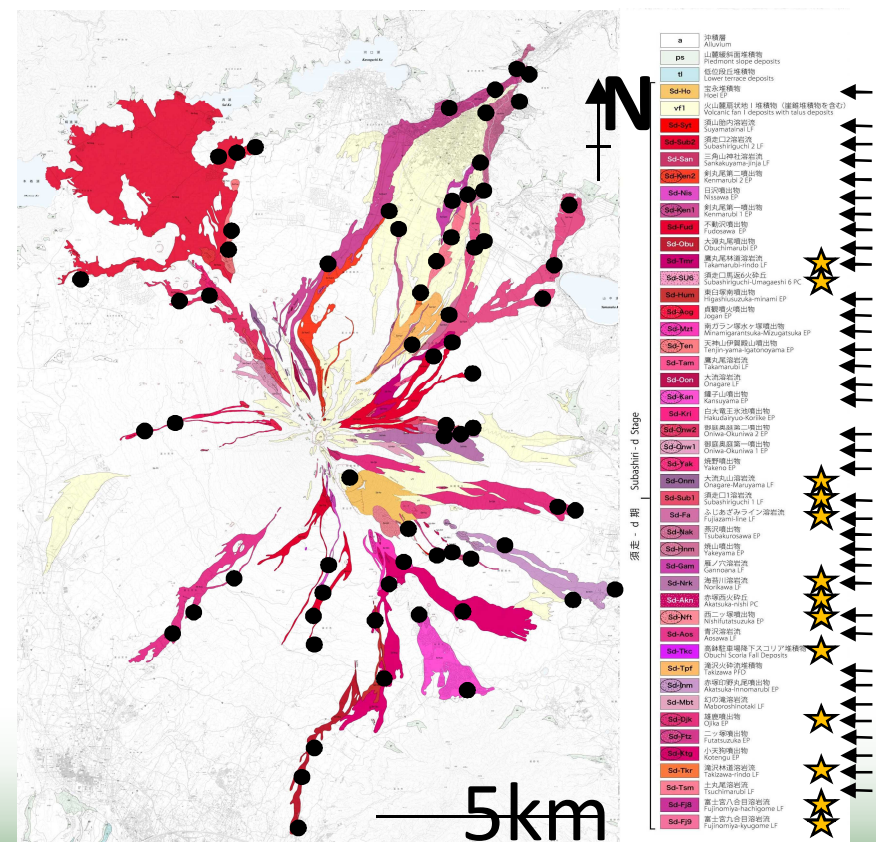 N
5km
須走-d期 Subashiri-d Stage
a 沖積層
Alluvium
ps 山麓緩斜面堆積物
Piedmont slope deposits
tl 低位段丘堆積物
Lower terrace deposits
Sd-Ho 宝永堆積物
Hoei EP
vf1 火山麓扇状地Ⅰ堆積物（崖錐堆積物を含む）
Volcanic fan I deposits with talus deposits
Sd-Syt 須山胎内溶岩流
Suyamatainai LF
Sd-Sub2 須走口2溶岩流
Subashiriguchi 2 LF
Sd-San 三角山神社溶岩流
Sankakuyama-jinja LF
Sd-Ken2 剣丸尾第二噴出物
Kenmarubi 2 EP
Sd-Nis 日沢噴出物
Nissawa EP
Sd-Ken1 剣丸尾第一噴出物
Kenmarubi 1 EP
Sd-Fud 不動沢噴出物
Fudosawa EP
Sd-Obu 大淵丸尾噴出物
Obuchimarubi EP
Sd-Tmr 鷹丸尾林道溶岩流
Takamarubi-rindo LF
Sd-SU6 須走口馬返6火砕丘
Subashiriguchi-Umagaeshi 6 PC
Sd-Hum 東臼塚南噴出物
Higashiusuzuka-minami EP
Sd-Aog 貞観噴火噴出物
Jogan EP
Sd-Mzt 南ガラン塚水ヶ塚噴出物
Minamigarantsuka-Mizugatsuka EP
Sd-Ten 天神山伊賀殿山噴出物
Tenjin-yama-Igatonoyama EP
Sd-Tam 鷹丸尾溶岩流
Takamarubi LF
Sd-Oon 大流溶岩流
Onagare LF
Sd-Kan 鑵子山噴出物
Kansuyama EP
Sd-Kri 白大竜王氷池噴出物
Hakudairyuo-Koriike EP
Sd-Onw2 御庭奥庭第二噴出物
Oniwa-Okuniwa 2 EP
Sd-Onw1 御庭奥庭第一噴出物
Oniwa-Okuniwa 1 EP
Sd-Yak 焼野噴出物
Yakeno EP
Sd-Onm 大流丸山溶岩流
Onagare-Maruyama LF
Sd-Sub1 須走口1溶岩流
Subashiriguchi 1 LF
Sd-Fa ふじあざみライン溶岩流
Fujiazami-line LF
Sd-Nak 燕沢噴出物
Tsubakurosawa EP
Sd-Hnm 焼山噴出物
Yakeyama EP
Sd-Gam 雁ノ穴溶岩流
Gannoana LF
Sd-Nrk 海苔川溶岩流
Norikawa LF
Sd-Akn 赤塚西火砕丘
Akatsuka-nishi PC
Sd-Nft 西二ッ塚噴出物
Nishifutatsuzuka EP
Sd-Aos 青沢溶岩流
Aosawa LF
Sd-Tkc 高鉢駐車場降下スコリア堆積物
Obuchi Scoria Fall Deposits
Sd-Tpf 滝沢火砕流堆積物
Takizawa PFD
Sd-Inm 赤塚印野丸尾噴出物
Akatsuka-Innomarubi EP
Sd-Mbt 幻の滝溶岩流
Maboroshinotaki LF
Sd-Ojk 雄鹿噴出物
Ojika EP
Sd-Ftz 二ッ塚噴出物
Futatsuzuka EP
Sd-Ktg 小天狗噴出物
Kotengu EP
Sd-Tkr 滝沢林道溶岩流
Takizawa-rindo LF
Sd-Tsm 土丸尾溶岩流
Tsuchimarubi LF
Sd-Fj8 富士宮八合目溶岩流
Fujinomiya-hachigome LF
Sd-Fj9 富士宮九合目溶岩流
Fujinomiya-kyugome LF